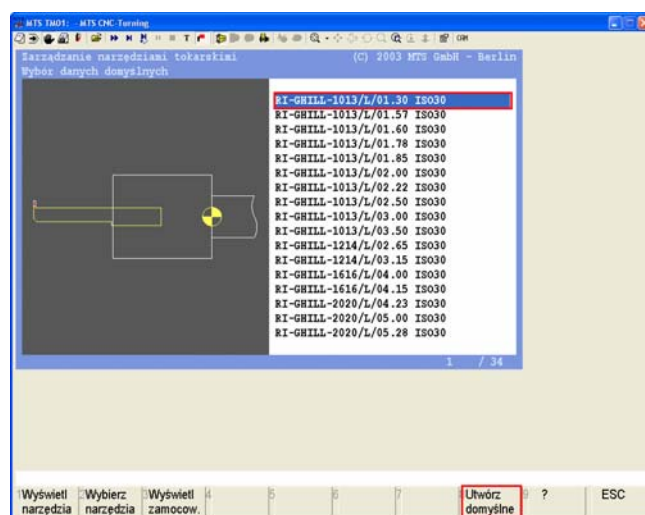 MTS TM01: - MTS CNC-Turning
Zarządzanie narzędziami tokarskimi (C) 2003 MTS GmbH - Berlin
Wybór danych domyślnych
RI-GHILL-1013/L/01.30 ISO30
RI-GHILL-1013/L/01.57 ISO30
RI-GHILL-1013/L/01.60 ISO30
RI-GHILL-1013/L/01.78 ISO30
RI-GHILL-1013/L/01.85 ISO30
RI-GHILL-1013/L/02.00 ISO30
RI-GHILL-1013/L/02.22 ISO30
RI-GHILL-1013/L/02.50 ISO30
RI-GHILL-1013/L/03.00 ISO30
RI-GHILL-1013/L/03.50 ISO30
RI-GHILL-1214/L/02.65 ISO30
RI-GHILL-1214/L/03.15 ISO30
RI-GHILL-1616/L/04.00 ISO30
RI-GHILL-1616/L/04.15 ISO30
RI-GHILL-2020/L/04.23 ISO30
RI-GHILL-2020/L/05.00 ISO30
RI-GHILL-2020/L/05.28 ISO30
1 / 34
1 Wyświetl narzędzia
2 Wybierz narzędzia
3 Wyświetl zamocow.
4
5
6
7
8 Utwórz domyślne
9 ?
ESC